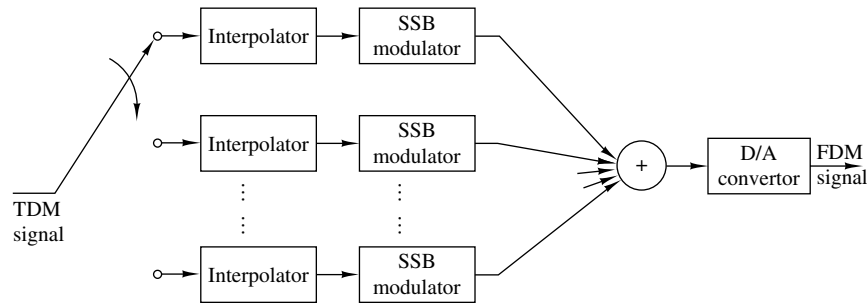 Interpolator
SSB
modulator
Interpolator
SSB
modulator
+
D/A
convertor
FDM
signal
TDM
signal
Interpolator
SSB
modulator